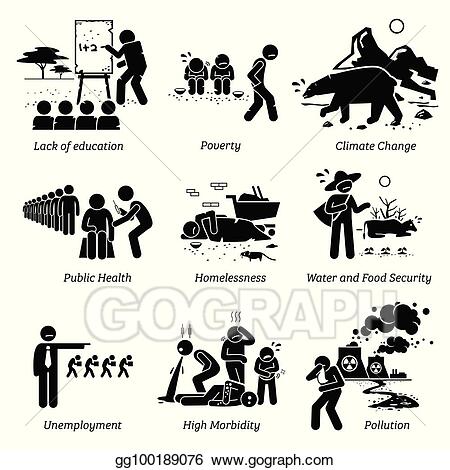 1+2
Lack of education
Poverty
Climate Change
Public Health
Homelessness
Water and Food Security
© GOGRAPH
Unemployment
High Morbidity
Pollution
gg100189076 www.gograph.com